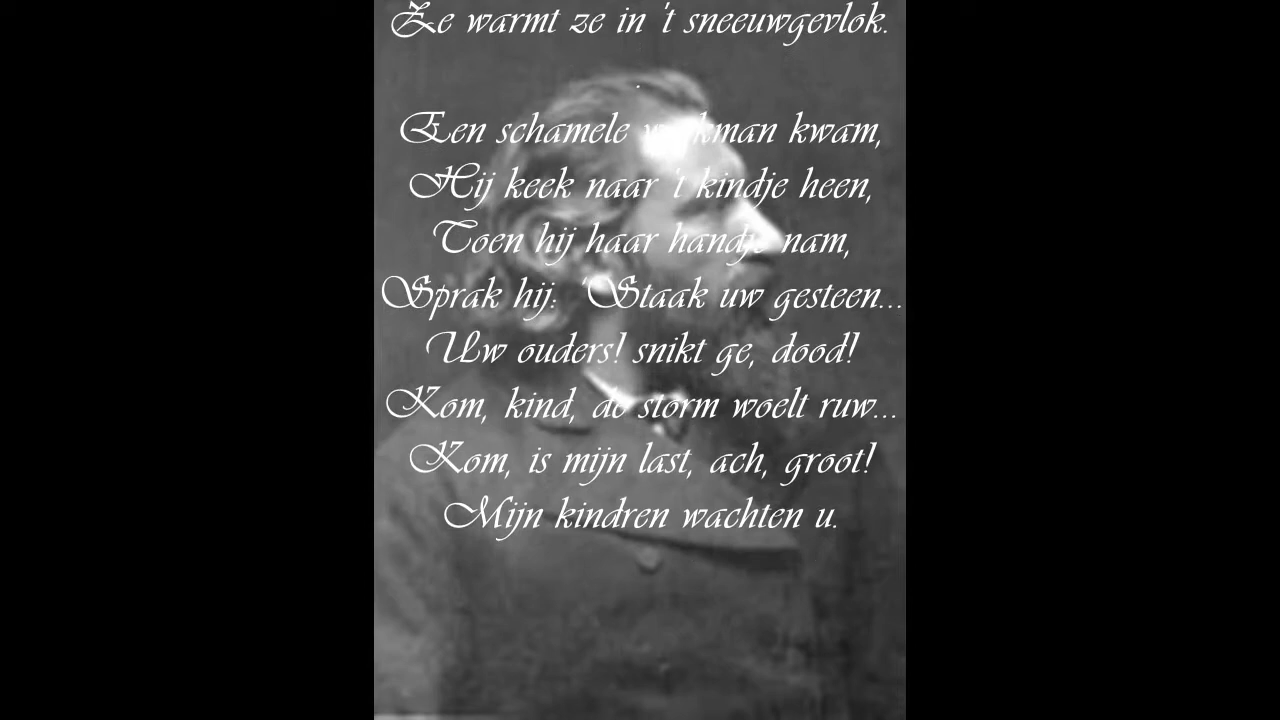 Ze warmt ze in 't sneeuwgevlok.
.
Een schamele werkman kwam,
Hij keek naar 't kindje heen,
Toen hij haar handje nam,
Sprak hij: 'Staak uw gesteen...
Uw ouders! snikt ge, dood!
Kom, kind, de storm woelt ruw...
Kom, is mijn last, ach, groot!
Mijn kindren wachten u.